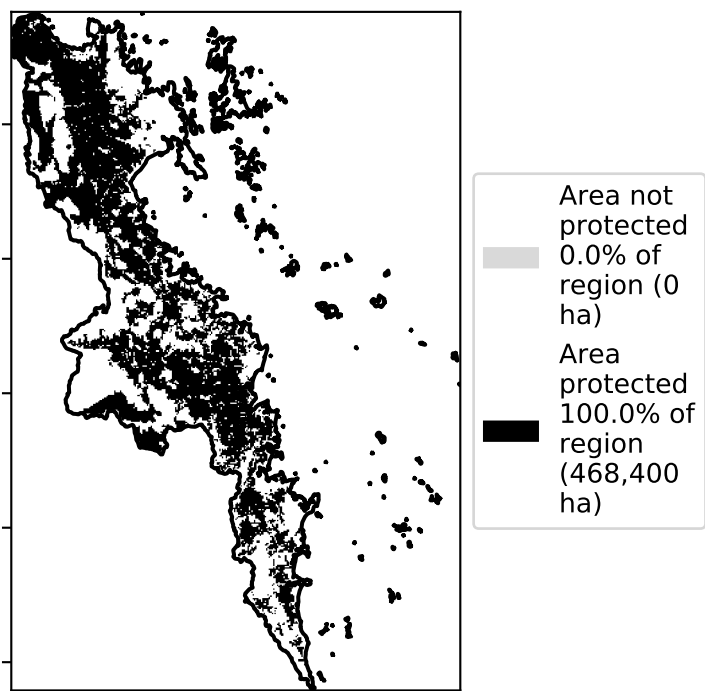 Area not
protected
0.0% of
region (0
ha)
Area
protected
100.0% of
region
(468,400
ha)